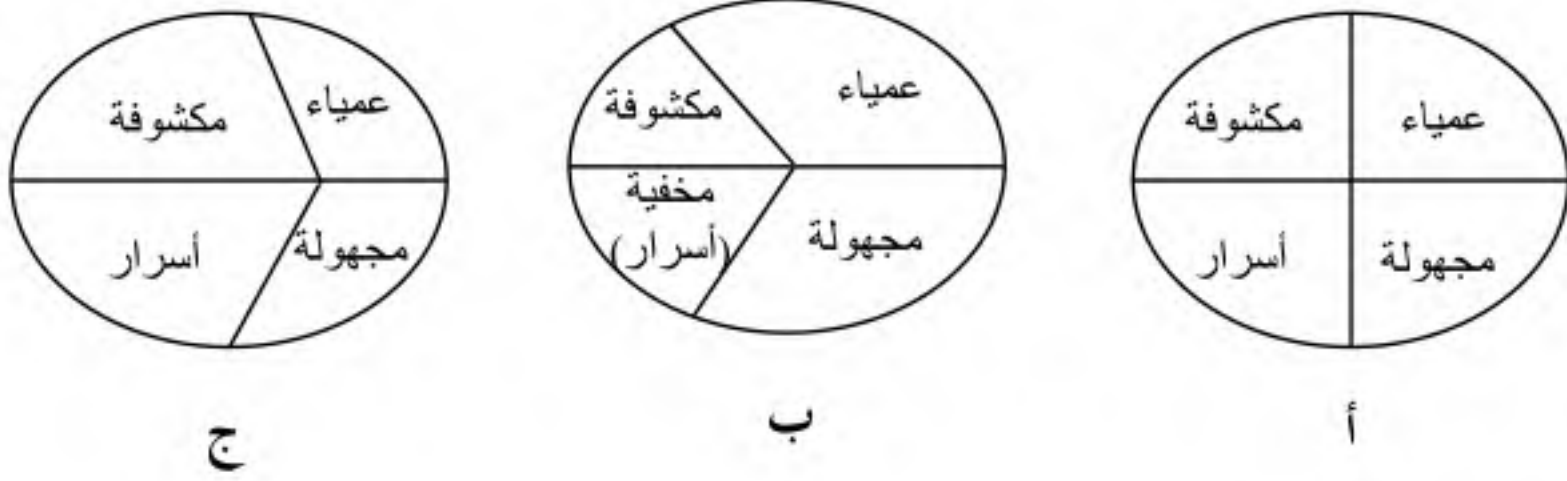 عمياء
مكشوفة
مجهولة
أسرار
أ
عمياء
مكشوفة
مخفية
(أسرار)
مجهولة
ب
عمياء
مكشوفة
مجهولة
أسرار
ج